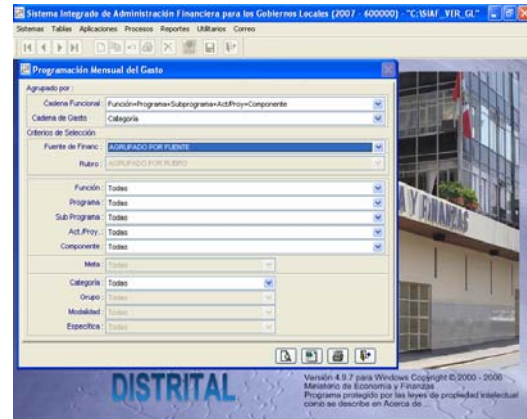 Sistema Integrado de Administración Financiera para los Gobiernos Locales (2007 - 600000) - "C:\SIAF_VER_GL"
Sistemas Tablas Aplicaciones Procesos Reportes Utilitarios Correo
Programación Mensual del Gasto
Agrupado por :
Cadena Funcional : Función+Programa+Subprograma+Act/Proy+Componente
Cadena de Gasto : Categoría
Criterios de Selección
Fuente de Financ : AGRUPADO POR FUENTE
Rubro : AGRUPADO POR RUBRO
Función : Todas
Programa : Todas
Sub Programa : Todas
Act./Proy. : Todas
Componente : Todas
Meta : Todas
Categoría : Todas
Grupo : Todas
Modalidad : Todas
Específica : Todas
A Y FINANZAS
DISTRITAL
Versión 4.9.7 para Windows Copyright © 2000 - 2006
Ministerio de Economía y Finanzas
Programa protegido por las leyes de propiedad intelectual
como se describe en Acerca de ...